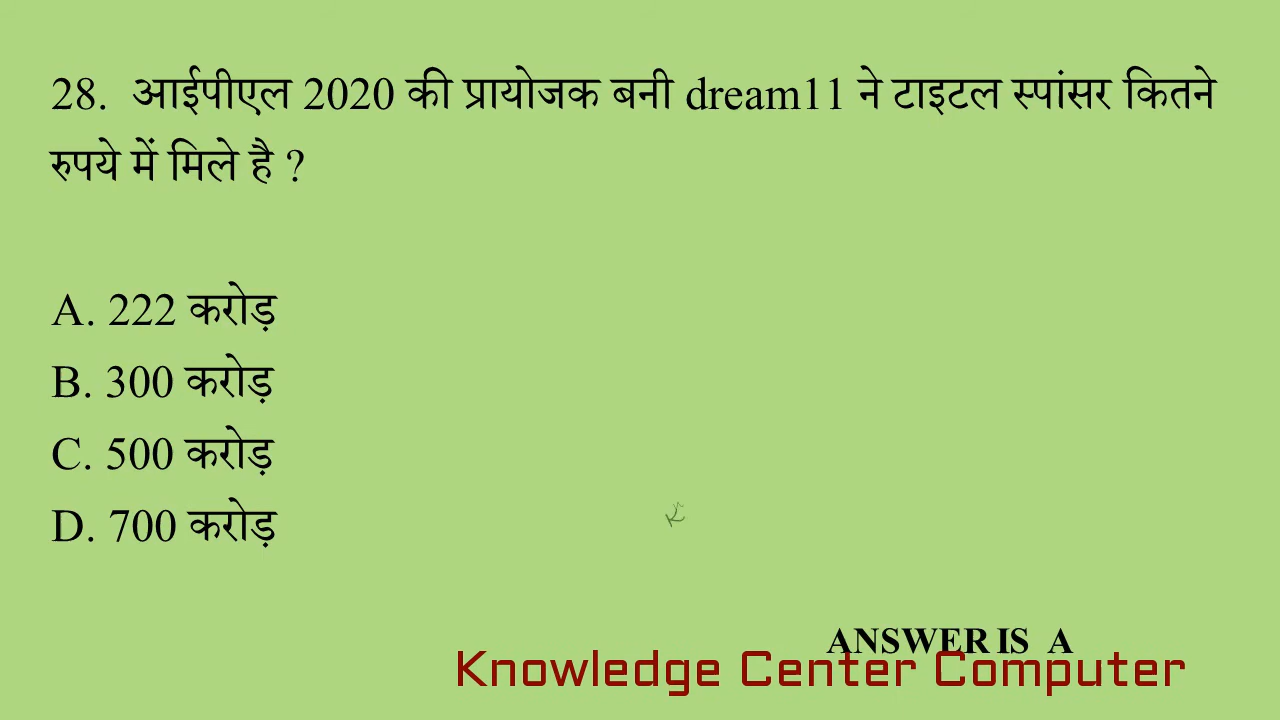 28. आईपीएल 2020 की प्रायोजक बनी dream11 ने टाइटल स्पांसर कितने
रुपये में मिले है ?
A. 222 करोड़
B. 300 करोड़
C. 500 करोड़
D. 700 करोड़
ANSWER IS A
Knowledge Center Computer